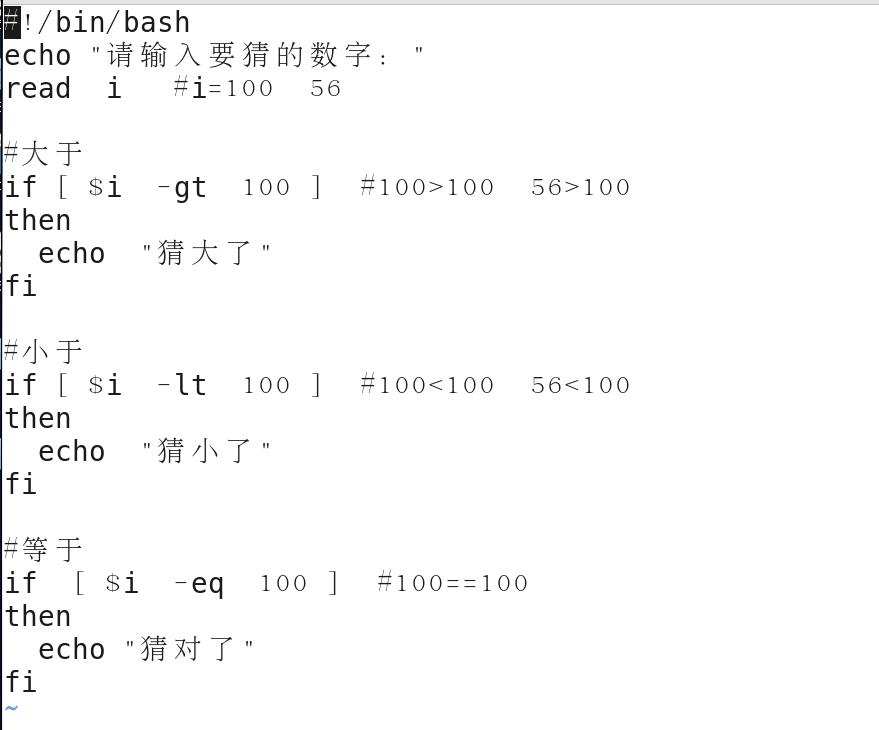 #!/bin/bash
echo "请输入要猜的数字: "
read  i   #i=100  56
#大于
if [ $i  -gt  100 ]  #100>100  56>100
then
  echo  "猜大了"
fi
#小于
if [ $i  -lt  100 ]  #100<100  56<100
then
  echo  "猜小了"
fi
#等于
if  [ $i  -eq  100 ]  #100==100
then
  echo "猜对了"
fi
~